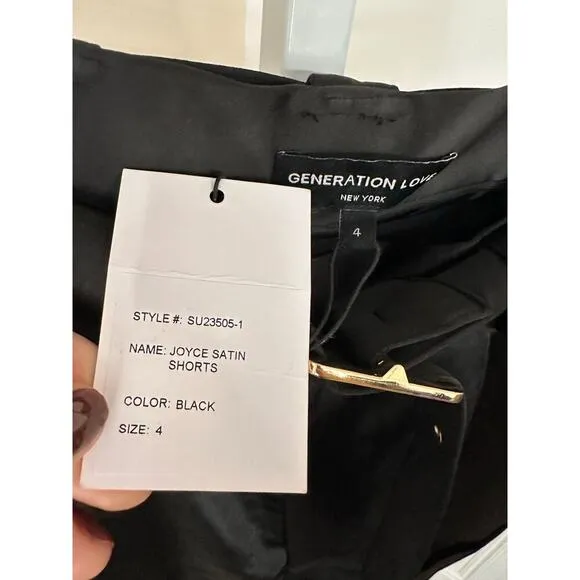 GENERATION LOVE
NEW YORK
4
STYLE #: SU23505-1
NAME: JOYCE SATIN
SHORTS
COLOR: BLACK
SIZE: 4